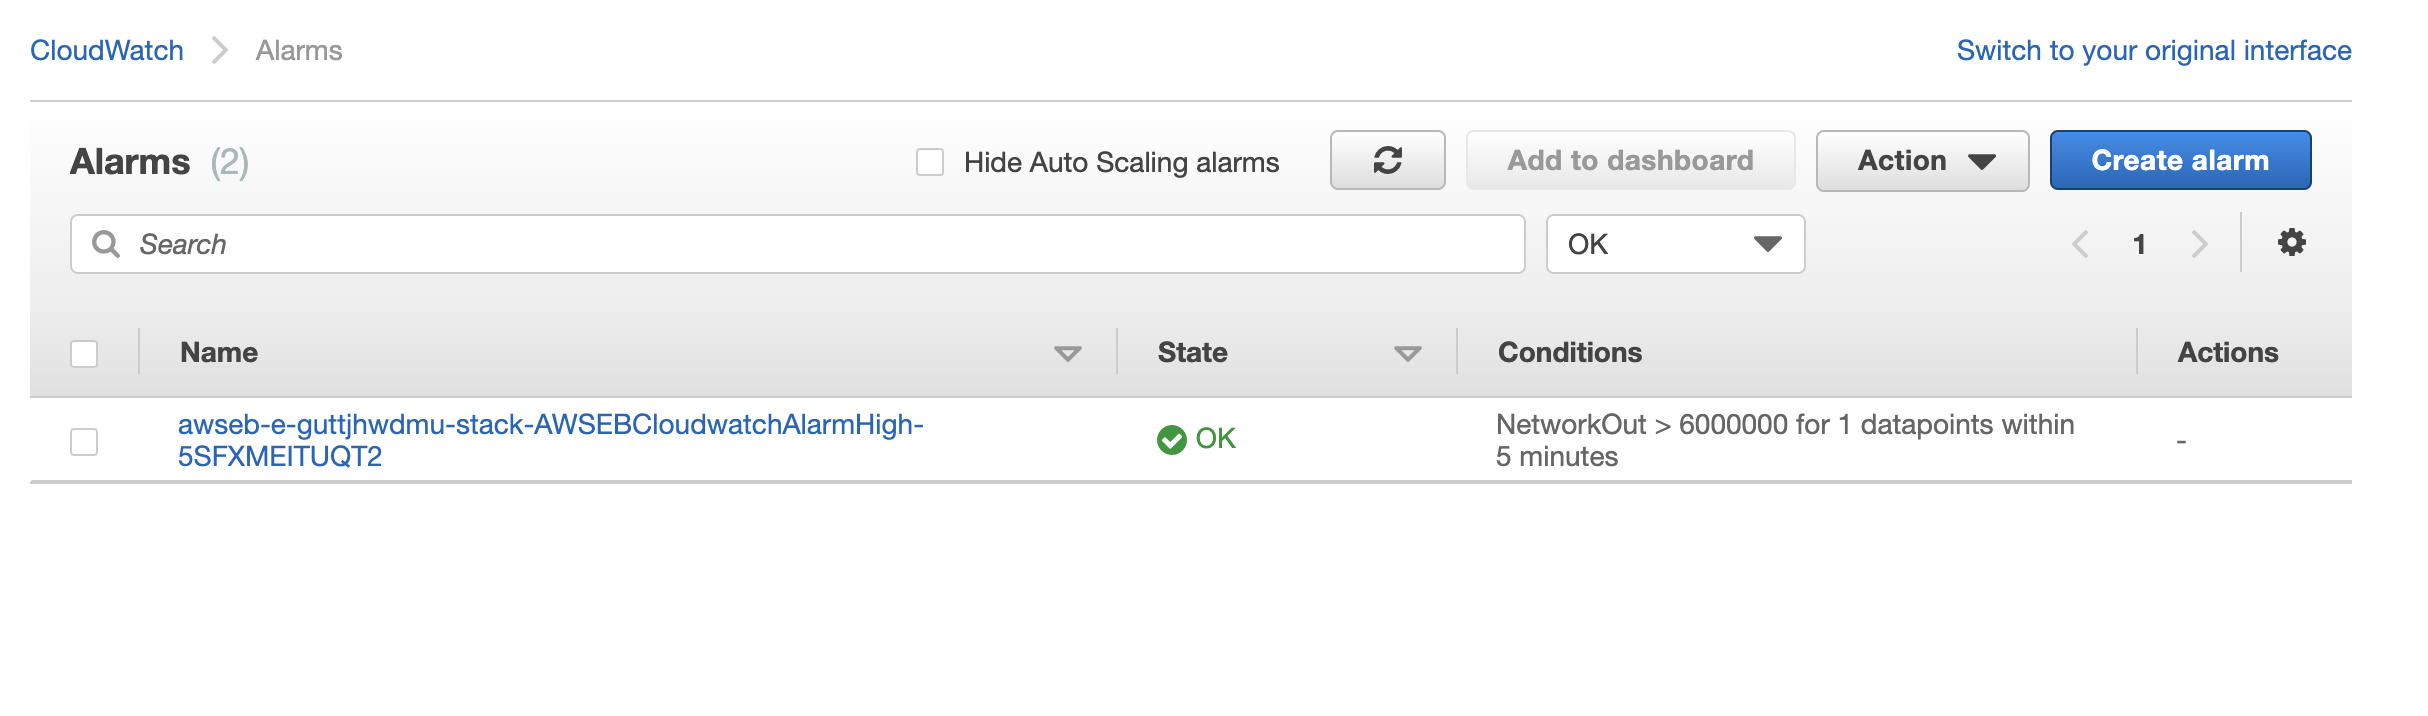 CloudWatch Alarms Switch to your original interface
Alarms (2) Hide Auto Scaling alarms Add to dashboard Action Create alarm
Search OK 1
Name State Conditions Actions
awseb-e-guttjhwdmu-stack-AWSEBCloudwatchAlarmHigh-
5SFXMEITUQT2
OK
NetworkOut > 6000000 for 1 datapoints within
5 minutes
-